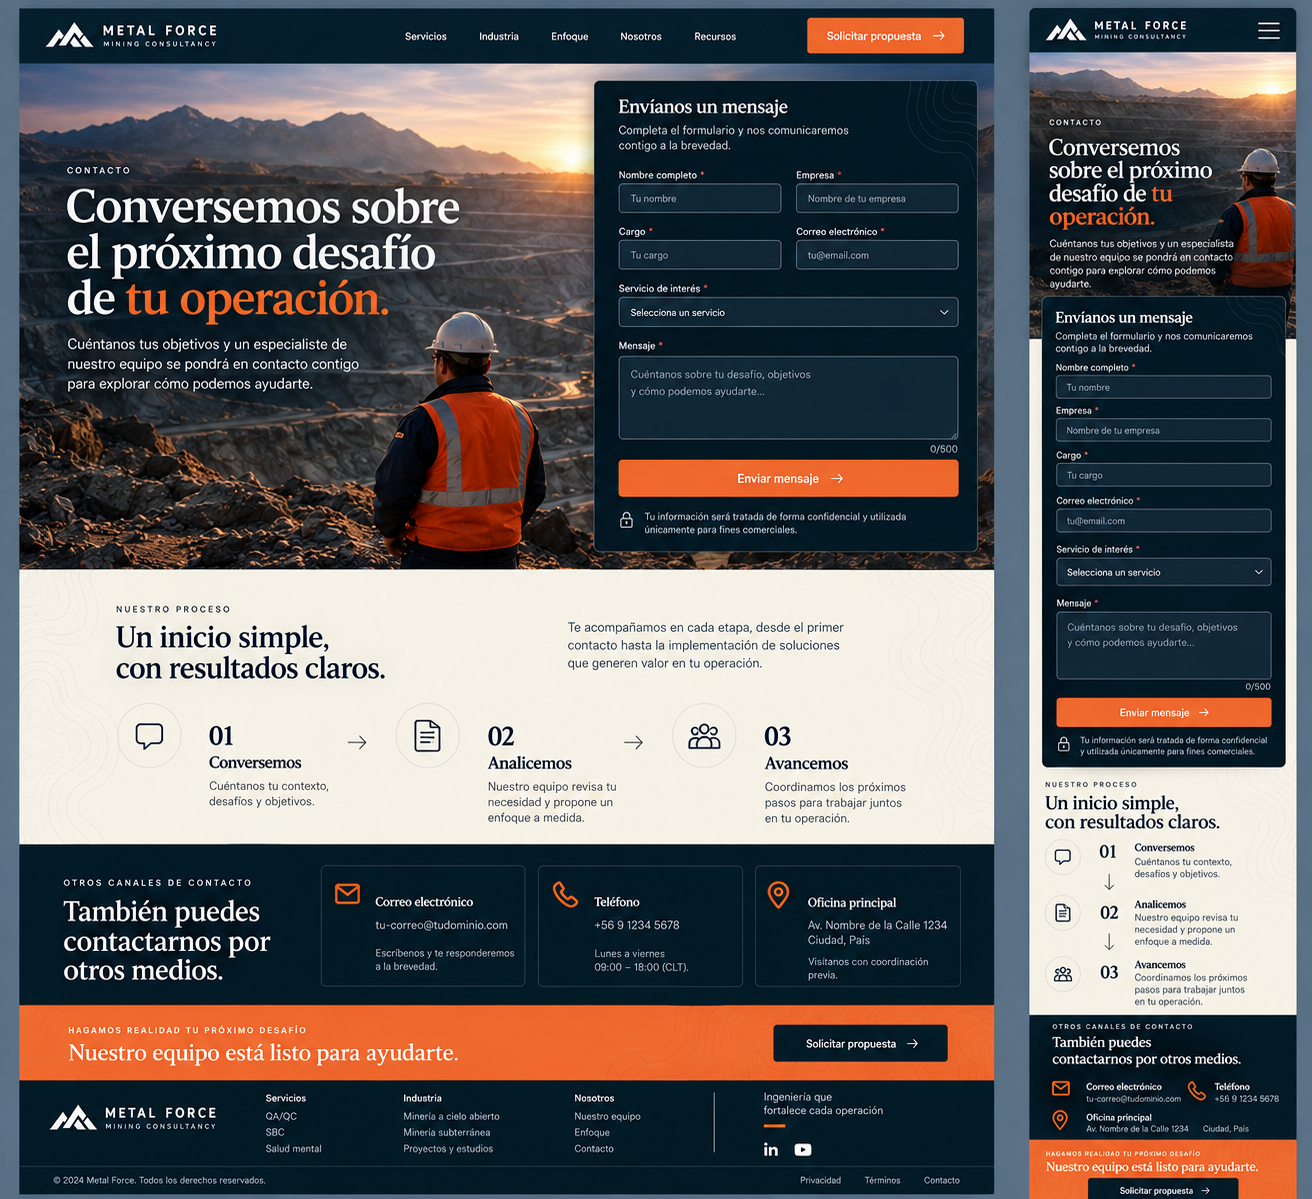 METAL FORCE
MINING CONSULTANCY
Servicios
Industria
Enfoque
Nosotros
Recursos
Solicitar propuesta
CONTACTO
Conversemos sobre
el próximo desafío
de tu operación.
Cuéntanos tus objetivos y un especialiste de
nuestro equipo se pondrá en contacto contigo
para explorar cómo podemos ayudarte.
Envíanos un mensaje
Completa el formulario y nos comunicaremos
contigo a la brevedad.
Nombre completo *
Empresa *
Tu nombre
Nombre de tu empresa
Cargo *
Correo electrónico *
Tu cargo
tu@email.com
Servicio de interés *
Selecciona un servicio
Mensaje *
Cuéntanos sobre tu desafío, objetivos
y cómo podemos ayudarte...
0/500
Enviar mensaje
Tu información será tratada de forma confidencial y utilizada
únicamente para fines comerciales.
NUESTRO PROCESO
Un inicio simple,
con resultados claros.
Te acompañamos en cada etapa, desde el primer
contacto hasta la implementación de soluciones
que generen valor en tu operación.
01
Conversemos
Cuéntanos tu contexto,
desafíos y objetivos.
02
Analicemos
Nuestro equipo revisa tu
necesidad y propone un
enfoque a medida.
03
Avancemos
Coordinamos los próximos
pasos para trabajar juntos
en tu operación.
OTROS CANALES DE CONTACTO
También puedes
contactarnos por
otros medios.
Correo electrónico
tu-correo@tudominio.com
Escríbenos y te responderemos
a la brevedad.
Teléfono
+56 9 1234 5678
Lunes a viernes
09:00 – 18:00 (CLT).
Oficina principal
Av. Nombre de la Calle 1234
Ciudad, País
Visítanos con coordinación
previa.
HAGAMOS REALIDAD TU PRÓXIMO DESAFÍO
Nuestro equipo está listo para ayudarte.
Solicitar propuesta
METAL FORCE
MINING CONSULTANCY
Servicios
QA/QC
SBC
Salud mental
Industria
Minería a cielo abierto
Minería subterránea
Proyectos y estudios
Nosotros
Nuestro equipo
Enfoque
Contacto
Ingeniería que
fortalece cada operación
in
© 2024 Metal Force. Todos los derechos reservados.
Privacidad
Términos
Contacto
METAL FORCE
MINING CONSULTANCY
CONTACTO
Conversemos
sobre el próximo
desafío de tu
operación.
Cuéntanos tus objetivos y un especialista
de nuestro equipo se pondrá en contacto
contigo para explorar cómo podemos
ayudarte.
Envíanos un mensaje
Completa el formulario y nos comunicaremos
contigo a la brevedad.
Nombre completo *
Tu nombre
Empresa *
Nombre de tu empresa
Cargo *
Tu cargo
Correo electrónico *
tu@email.com
Servicio de interés *
Selecciona un servicio
Mensaje *
Cuéntanos sobre tu desafío, objetivos
y cómo podemos ayudarte...
0/500
Enviar mensaje
Tu información será tratada de forma confidencial
y utilizada únicamente para fines comerciales.
NUESTRO PROCESO
Un inicio simple,
con resultados claros.
01
Conversemos
Cuéntanos tu contexto,
desafíos y objetivos.
02
Analicemos
Nuestro equipo revisa tu
necesidad y propone un
enfoque a medida.
03
Avancemos
Coordinamos los próximos
pasos para trabajar juntos
en tu operación.
OTROS CANALES DE CONTACTO
También puedes
contactarnos por otros medios.
Correo electrónico
tu-correo@tudominio.com
Teléfono
+56 9 1234 5678
Oficina principal
Av. Nombre de la Calle 1234 Ciudad, País
HAGAMOS REALIDAD TU PRÓXIMO DESAFÍO
Nuestro equipo está listo para ayudarte.
Solicitar propuesta